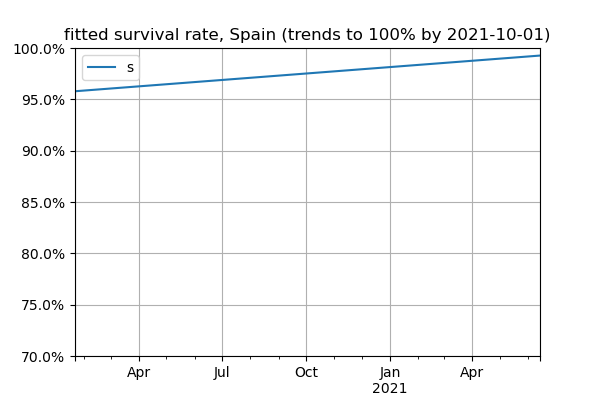 fitted survival rate, Spain (trends to 100% by 2021-10-01)
100.0%
s
95.0%
90.0%
85.0%
80.0%
75.0%
70.0%
Apr Jul Oct Jan Apr
2021